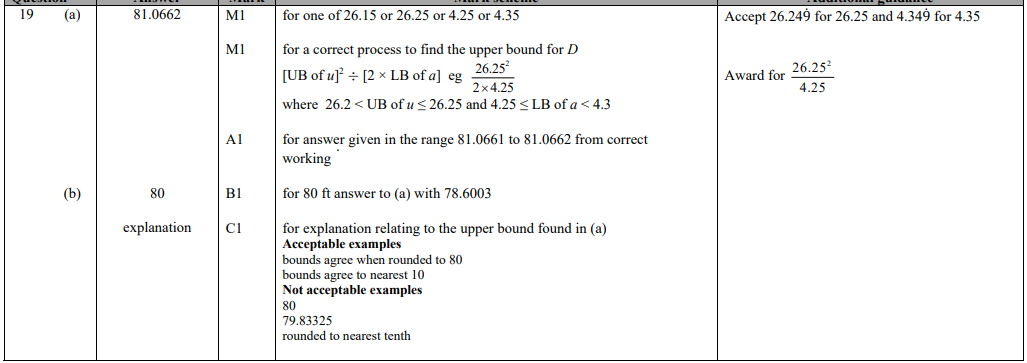 19 (a) 81.0662 M1 for one of 26.15 or 26.25 or 4.25 or 4.35 Accept 26.249̇ for 26.25 and 4.349̇ for 4.35
M1 for a correct process to find the upper bound for D
[UB of u]² ÷ [2 × LB of a] eg 26.25² / 2×4.25 Award for 26.25² / 4.25
where 26.2 < UB of u ≤ 26.25 and 4.25 ≤ LB of a < 4.3
A1 for answer given in the range 81.0661 to 81.0662 from correct
working
(b) 80 B1 for 80 ft answer to (a) with 78.6003
explanation C1 for explanation relating to the upper bound found in (a)
Acceptable examples
bounds agree when rounded to 80
bounds agree to nearest 10
Not acceptable examples
80
79.83325
rounded to nearest tenth